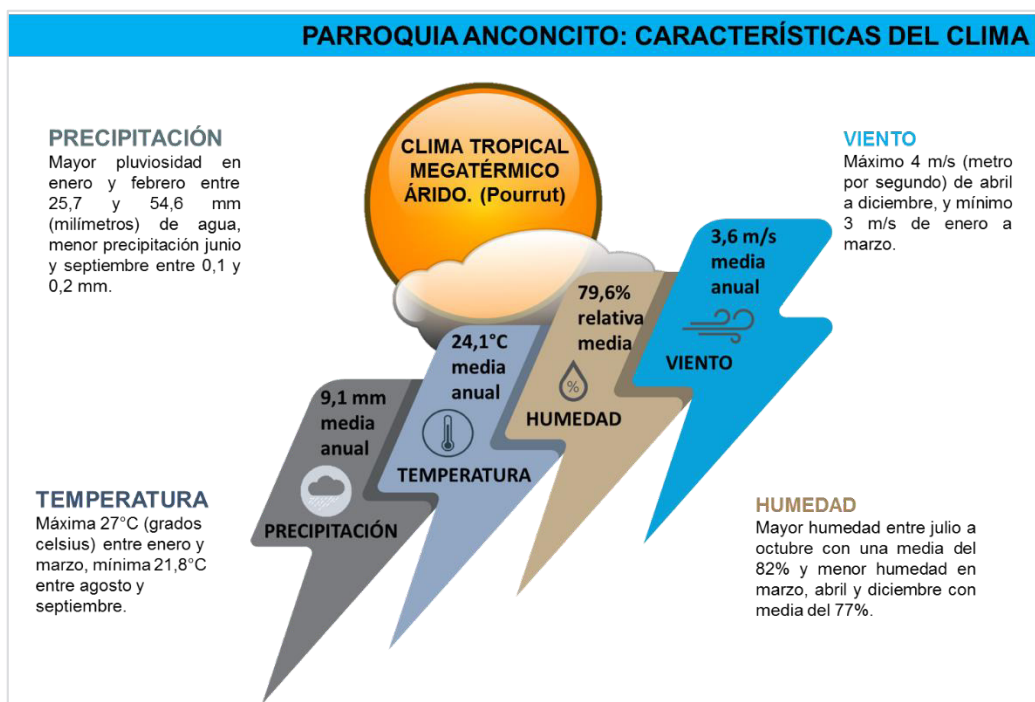 PARROQUIA ANCONCITO: CARACTERÍSTICAS DEL CLIMA
PRECIPITACIÓN
Mayor pluviosidad en
enero y febrero entre
25,7 y 54,6 mm
(milímetros) de agua,
menor precipitación junio
y septiembre entre 0,1 y
0,2 mm.
CLIMA TROPICAL
MEGATÉRMICO
ÁRIDO. (Pourrut)
VIENTO
Máximo 4 m/s (metro
por segundo) de abril
a diciembre, y mínimo
3 m/s de enero a
marzo.
3,6 m/s
media
anual
VIENTO
79,6%
relativa
media
%
HUMEDAD
24,1°C
media
anual
TEMPERATURA
9,1 mm
media
anual
PRECIPITACIÓN
TEMPERATURA
Máxima 27°C (grados
celsius) entre enero y
marzo, mínima 21,8°C
entre agosto y
septiembre.
HUMEDAD
Mayor humedad entre julio a
octubre con una media del
82% y menor humedad en
marzo, abril y diciembre con
media del 77%.